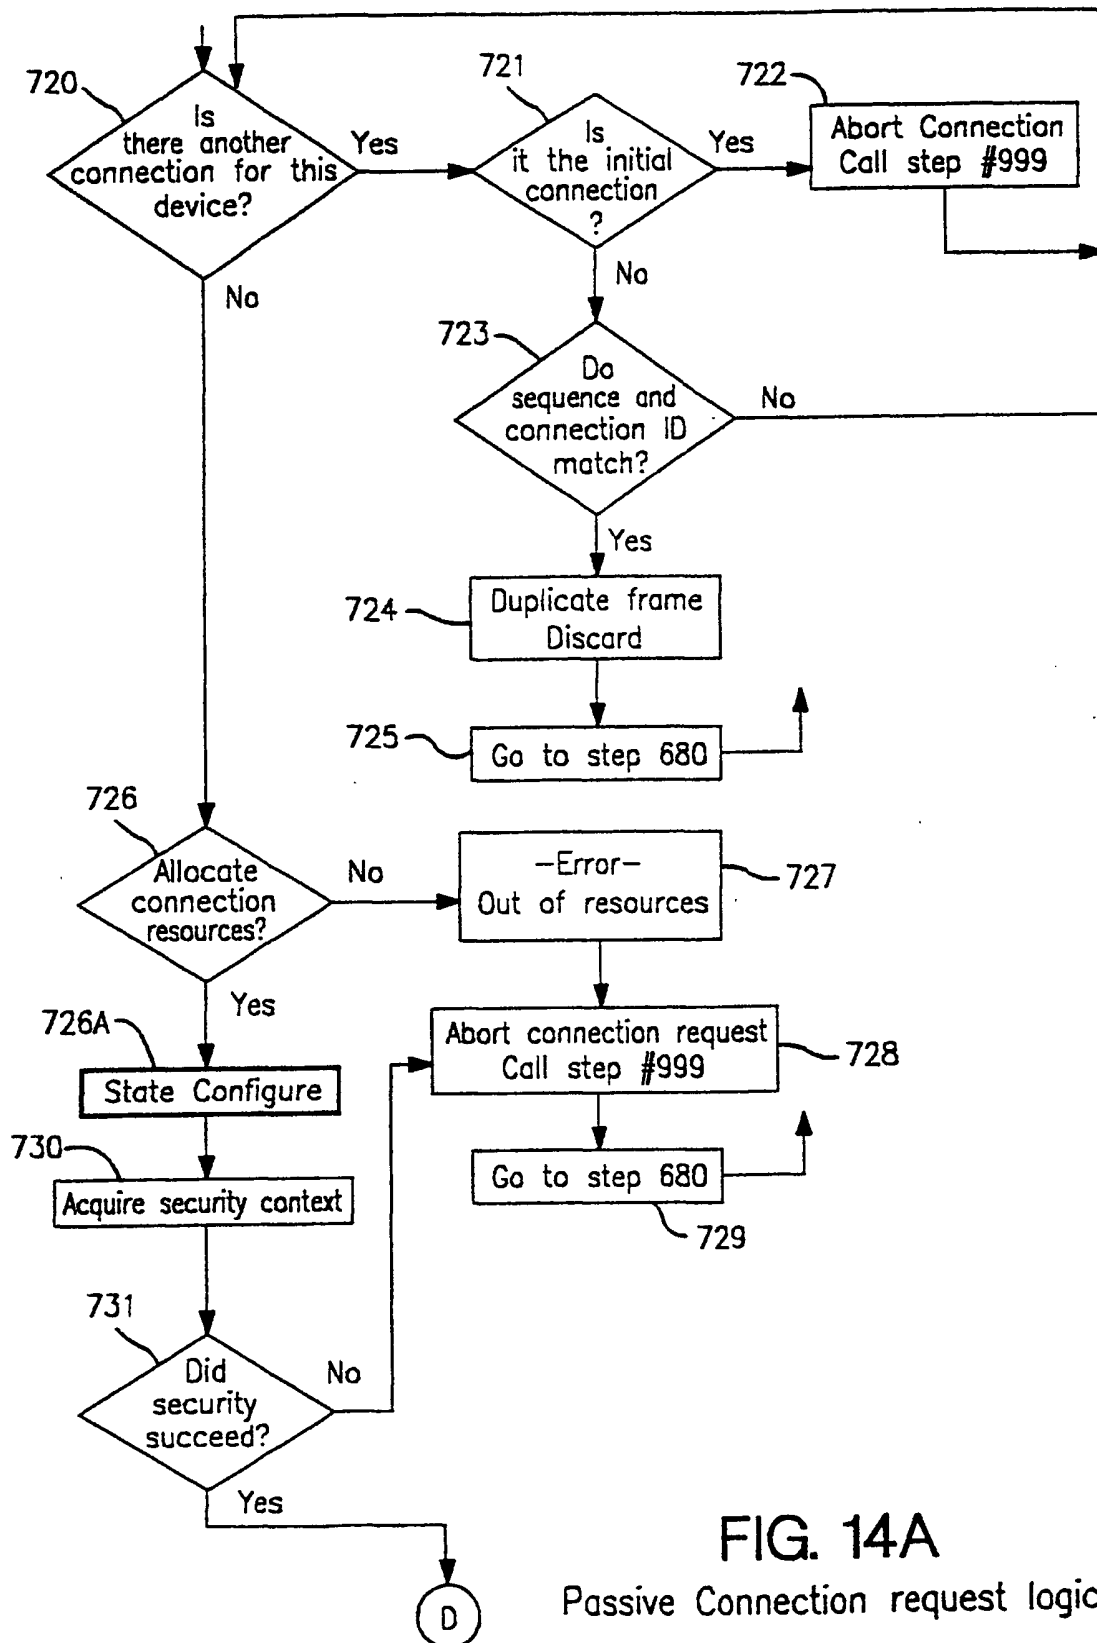 720
Is
there another
connection for this
device?
Yes
No
721
Is
it the initial
connection
?
Yes
No
722
Abort Connection
Call step #999
723
Do
sequence and
connection ID
match?
No
Yes
724
Duplicate frame
Discard
725
Go to step 680
726
Allocate
connection
resources?
No
Yes
-Error-
Out of resources
727
726A
State Configure
Abort connection request
Call step #999
728
730
Acquire security context
Go to step 680
729
731
Did
security
succeed?
No
Yes
D
FIG. 14A
Passive Connection request logic